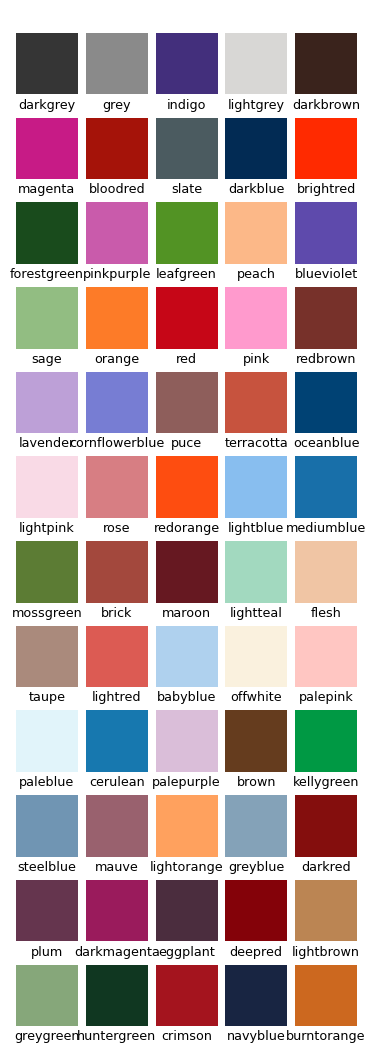 darkgrey grey indigo lightgrey darkbrown
magenta bloodred slate darkblue brightred
forestgreen pinkpurple leafgreen peach blueviolet
sage orange red pink redbrown
lavender cornflowerblue puce terracotta oceanblue
lightpink rose redorange lightblue mediumblue
mossgreen brick maroon lightteal flesh
taupe lightred babyblue offwhite palepink
paleblue cerulean palepurple brown kellygreen
steelblue mauve lightorange greyblue darkred
plum darkmagenta eggplant deepred lightbrown
greygreen huntergreen crimson navyblue burntorange